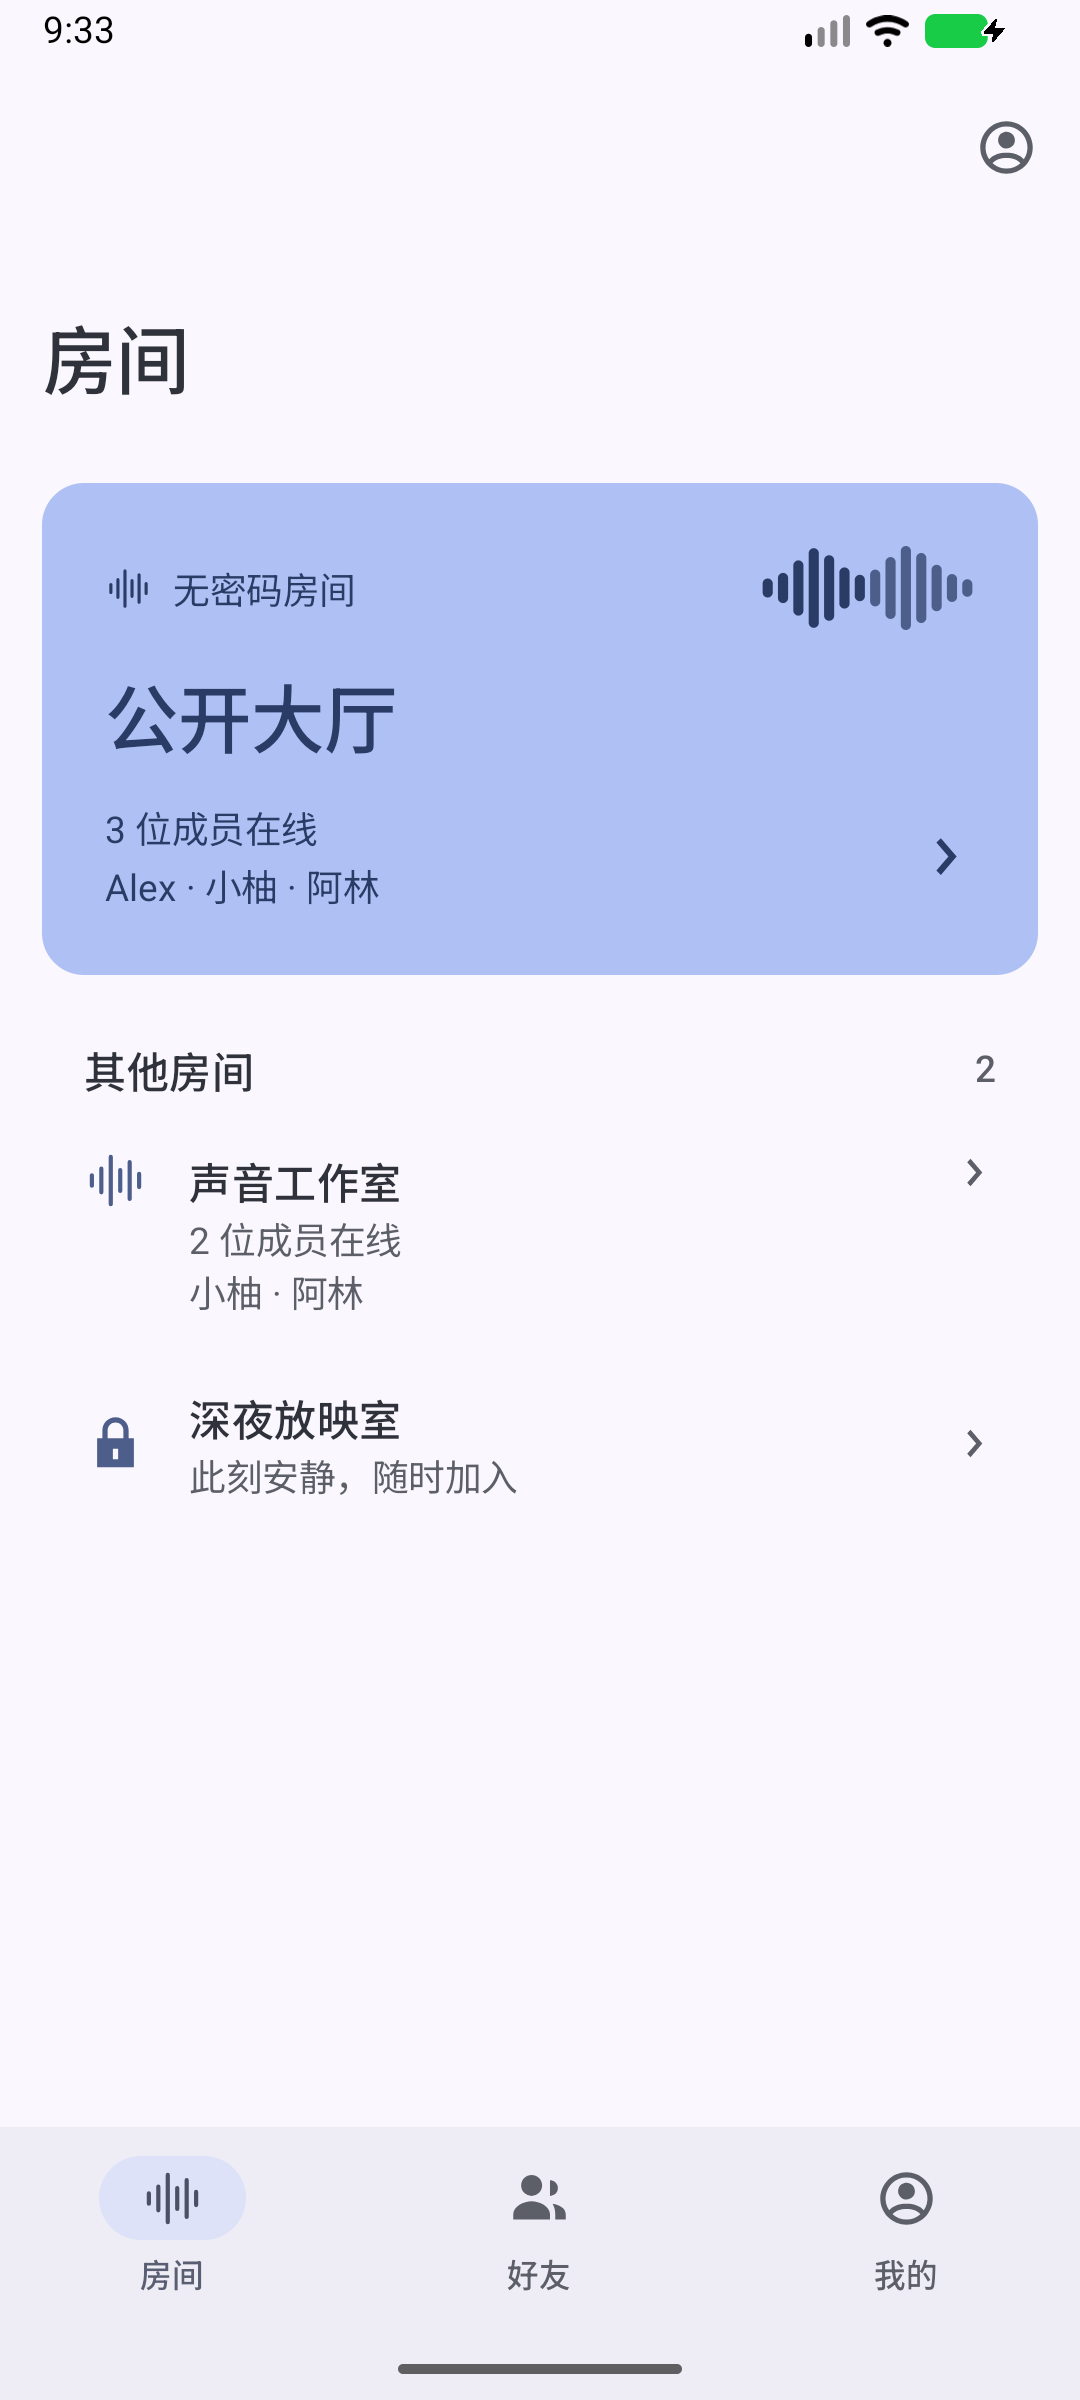 9:33
房间
无密码房间
公开大厅
3 位成员在线
Alex · 小柚 · 阿林
其他房间
2
声音工作室
2 位成员在线
小柚 · 阿林
深夜放映室
此刻安静，随时加入
房间
好友
我的